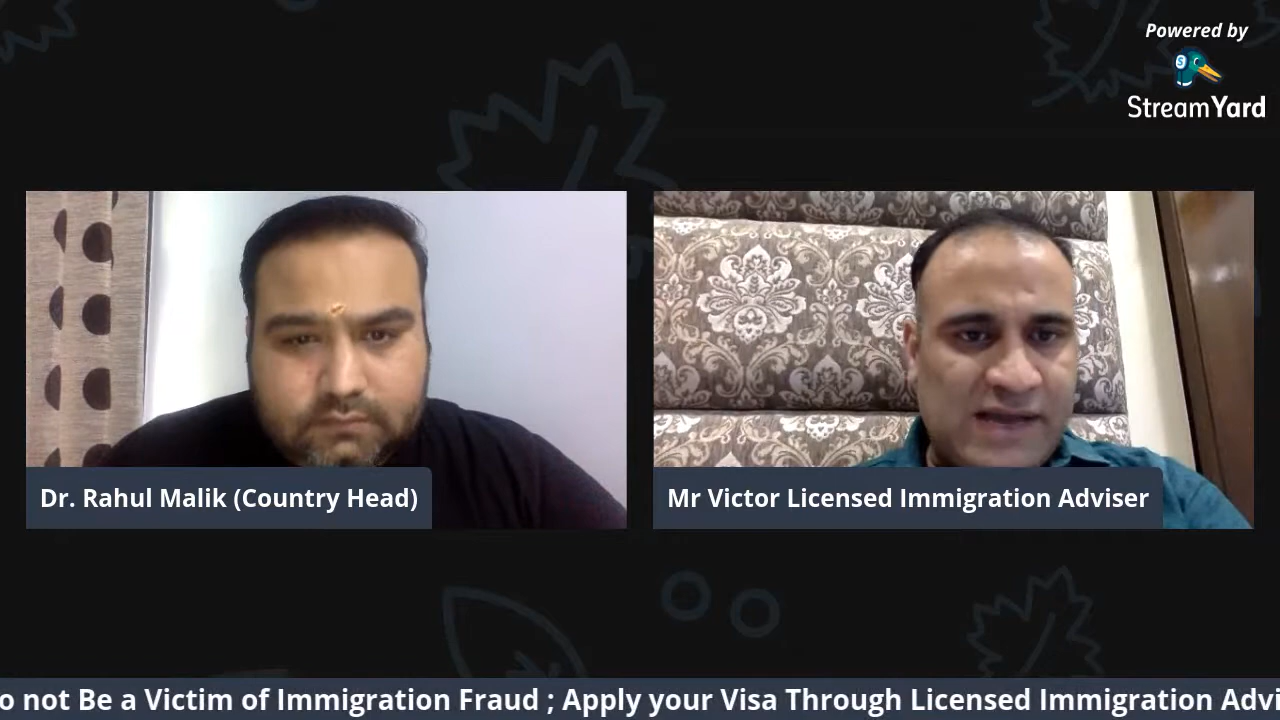 Powered by
StreamYard
Dr. Rahul Malik (Country Head)
Mr Victor Licensed Immigration Adviser
o not Be a Victim of Immigration Fraud ; Apply your Visa Through Licensed Immigration Advi